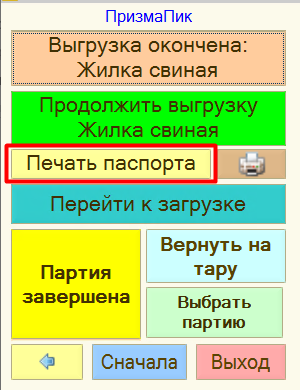 ПризмаПик
Выгрузка окончена:
Жилка свиная
Продолжить выгрузку
Жилка свиная
Печать паспорта
Перейти к загрузке
Партия
завершена
Вернуть на
тару
Выбрать
партию
Сначала
Выход